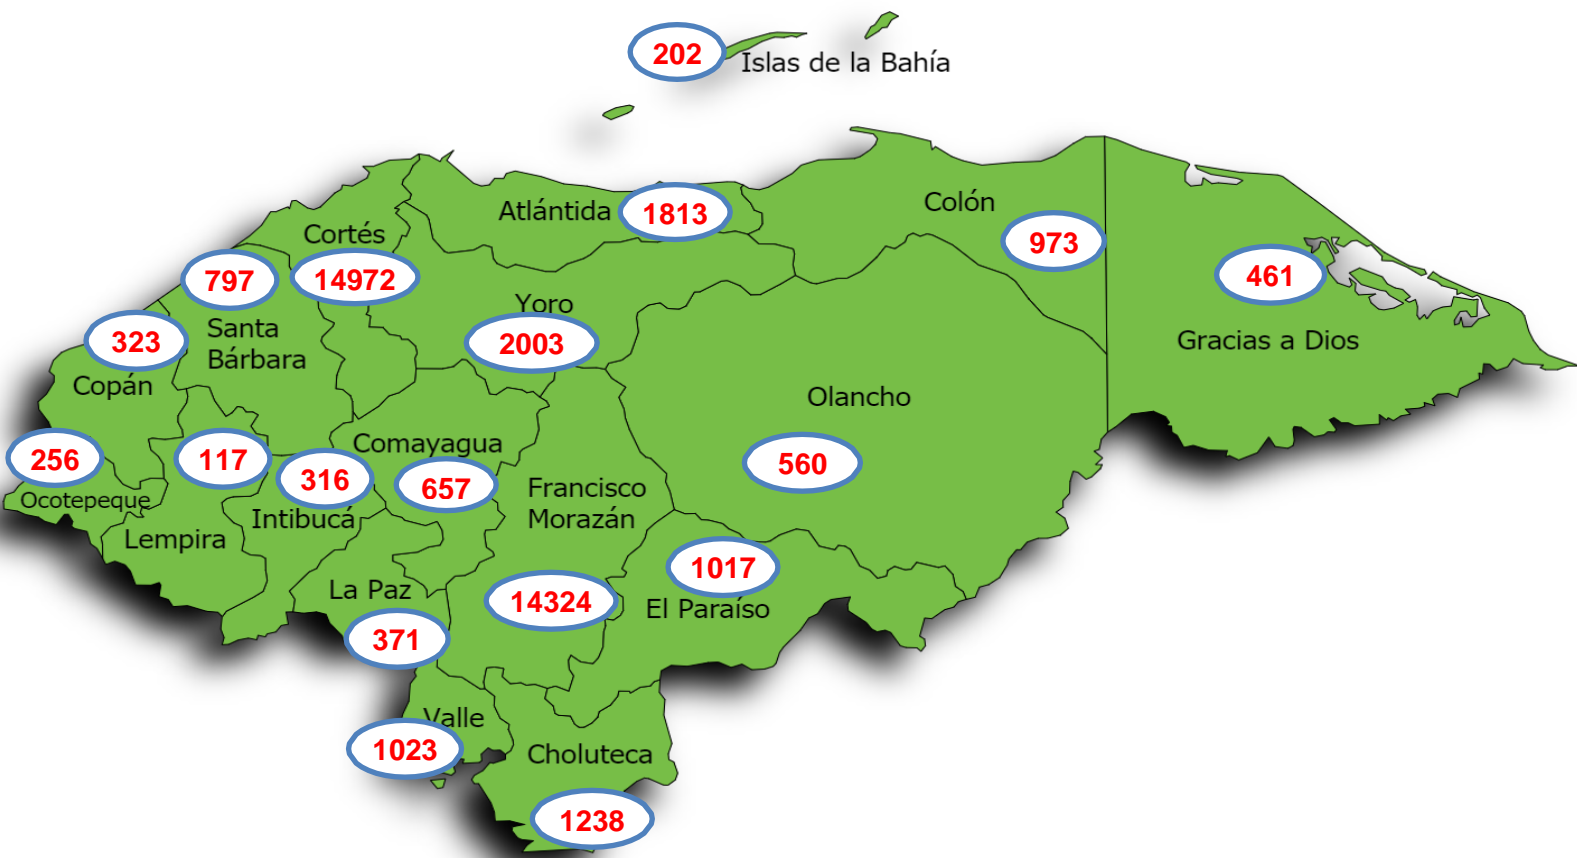 202
Islas de la Bahía
Atlántida
1813
Colón
Cortés
973
797
14972
461
Yoro
Santa
Bárbara
323
2003
Gracias a Dios
Copán
Olancho
Comayagua
256
117
316
657
560
Ocotepeque
Francisco
Morazán
Intibucá
Lempira
1017
La Paz
14324
El Paraíso
371
Valle
1023
Choluteca
1238